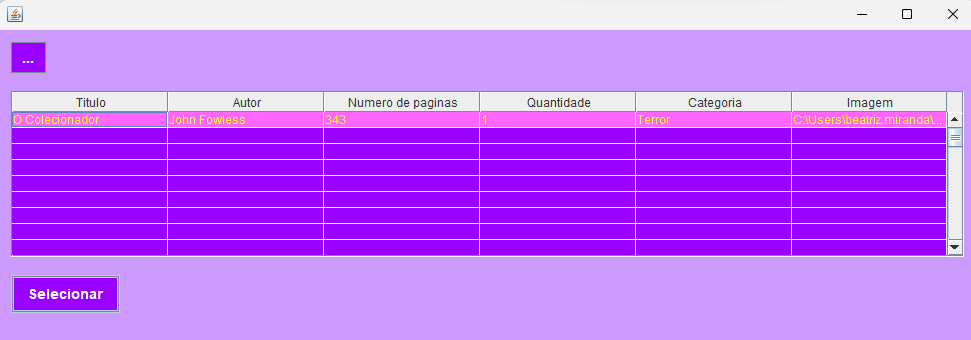 ...
Titulo Autor Numero de paginas Quantidade Categoria Imagem
O Colecionador John Fowless 343 1 Terror C:\Users\beatriz.miranda\...
Selecionar